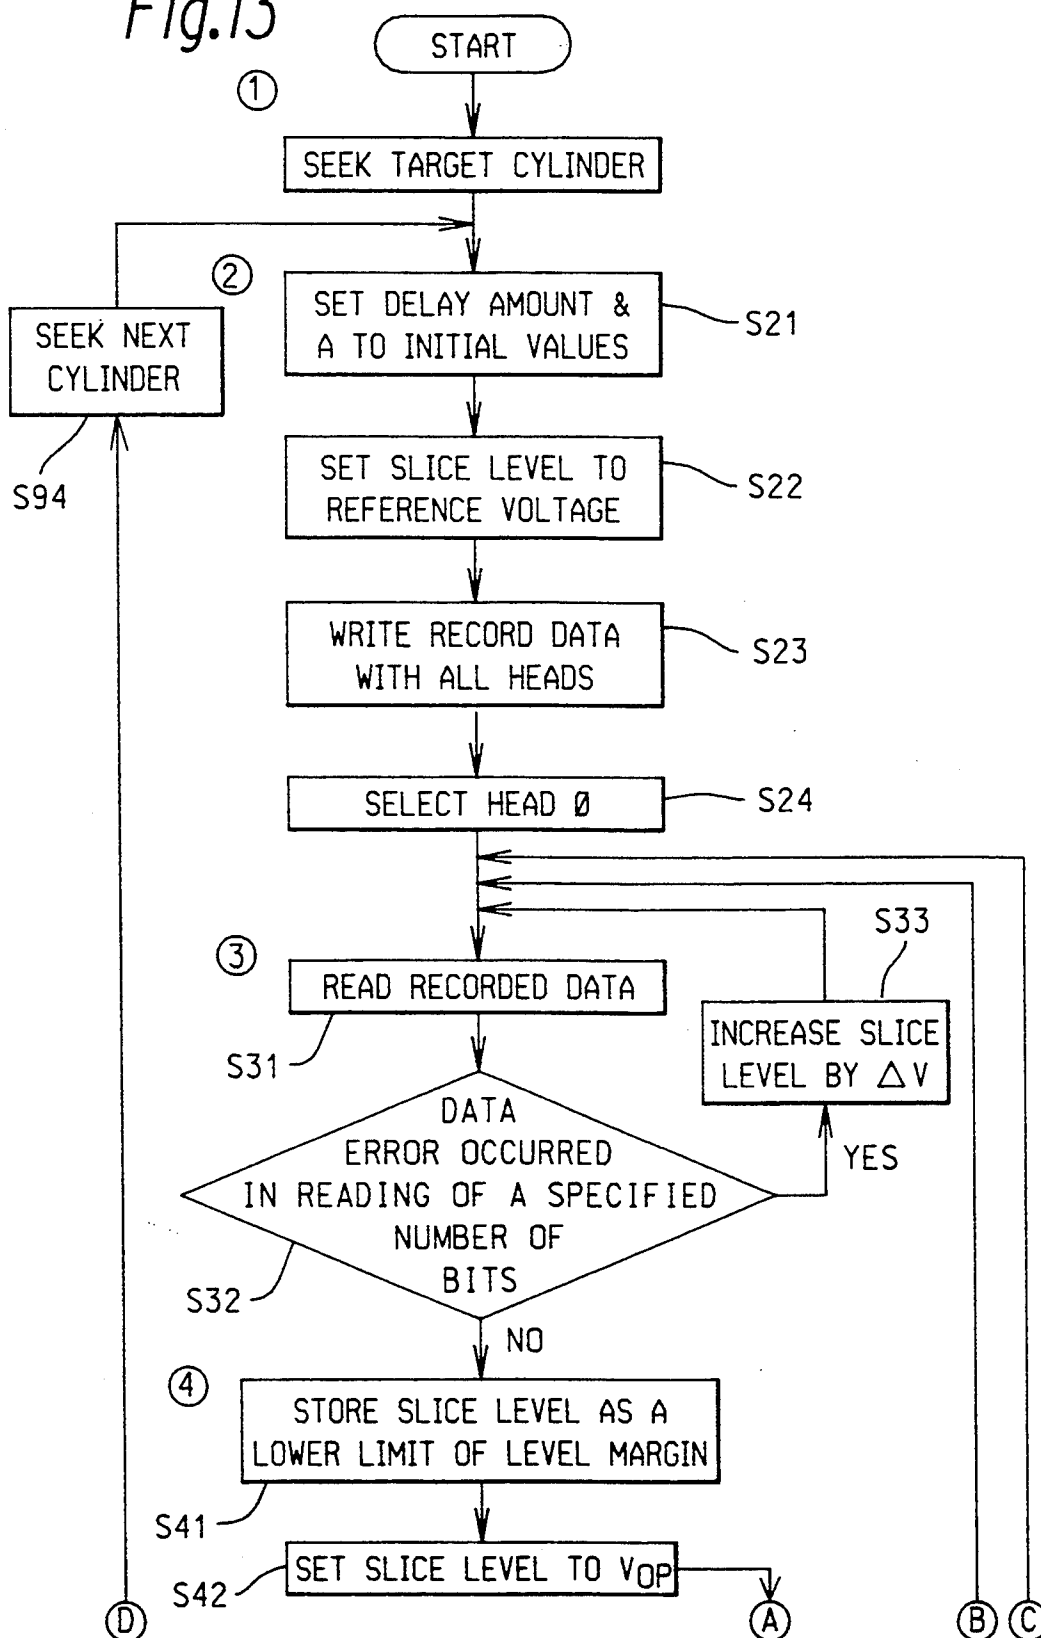 Fig.13
START
①
SEEK TARGET CYLINDER
②
SET DELAY AMOUNT &
A TO INITIAL VALUES
S21
SEEK NEXT
CYLINDER
S94
SET SLICE LEVEL TO
REFERENCE VOLTAGE
S22
WRITE RECORD DATA
WITH ALL HEADS
S23
SELECT HEAD Ø
S24
S33
③
READ RECORDED DATA
S31
INCREASE SLICE
LEVEL BY △V
YES
DATA
ERROR OCCURRED
IN READING OF A SPECIFIED
NUMBER OF
BITS
S32
NO
④
STORE SLICE LEVEL AS A
LOWER LIMIT OF LEVEL MARGIN
S41
SET SLICE LEVEL TO VOP
S42
Ⓓ
Ⓐ
Ⓑ
Ⓒ